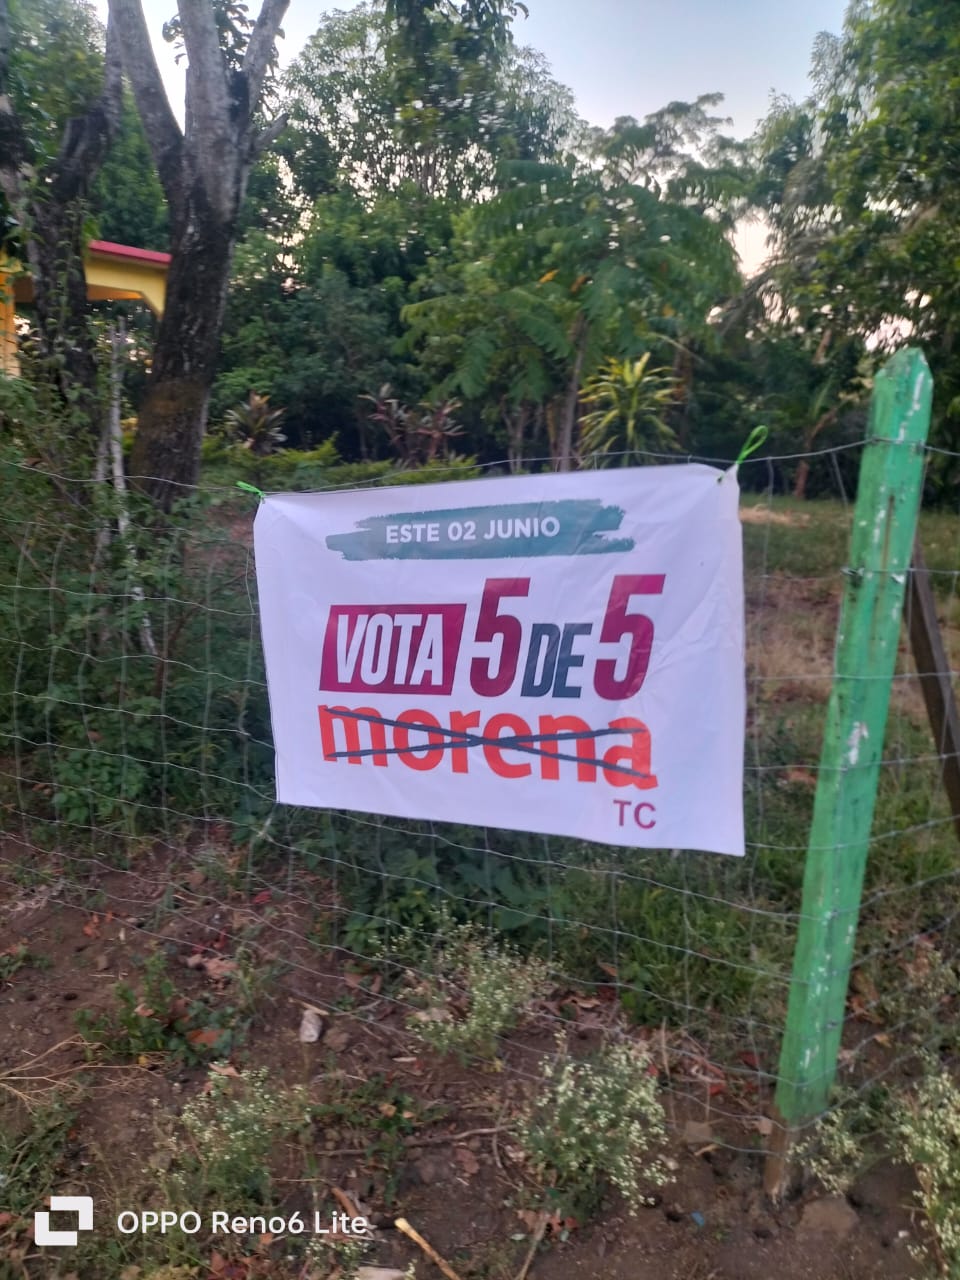 ESTE 02 JUNIO
VOTA 5 DE 5
morena
TC
OPPO Reno6 Lite